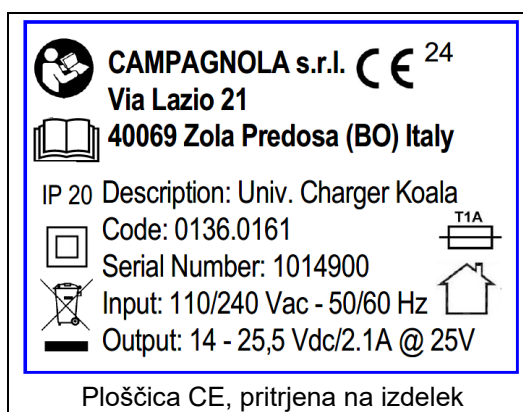 CAMPAGNOLA s.r.l. CE 24
Via Lazio 21
40069 Zola Predosa (BO) Italy
IP 20 Description: Univ. Charger Koala
Code: 0136.0161
T1A
Serial Number: 1014900
Input: 110/240 Vac - 50/60 Hz
Output: 14 - 25,5 Vdc/2.1A @ 25V
Ploščica CE, pritrjena na izdelek